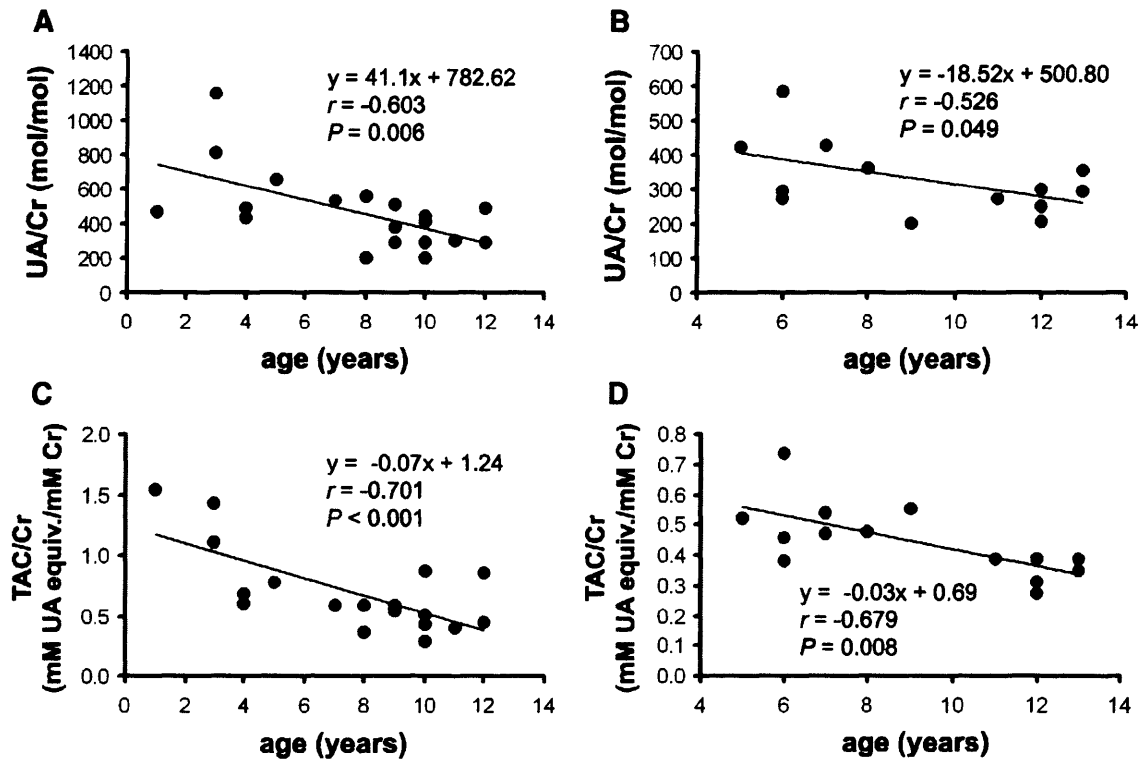 A
1400
1200
1000
800
600
400
200
0
UA/Cr (mol/mol)
y = 41.1x + 782.62
r = -0.603
P = 0.006
0 2 4 6 8 10 12 14
age (years)
B
700
600
500
400
300
200
100
0
UA/Cr (mol/mol)
y = -18.52x + 500.80
r = -0.526
P = 0.049
4 6 8 10 12 14
age (years)
C
2.0
1.5
1.0
0.5
0.0
TAC/Cr
(mM UA equiv./mM Cr)
y = -0.07x + 1.24
r = -0.701
P < 0.001
0 2 4 6 8 10 12 14
age (years)
D
0.8
0.7
0.6
0.5
0.4
0.3
0.2
0.1
0.0
TAC/Cr
(mM UA equiv./mM Cr)
y = -0.03x + 0.69
r = -0.679
P = 0.008
4 6 8 10 12 14
age (years)